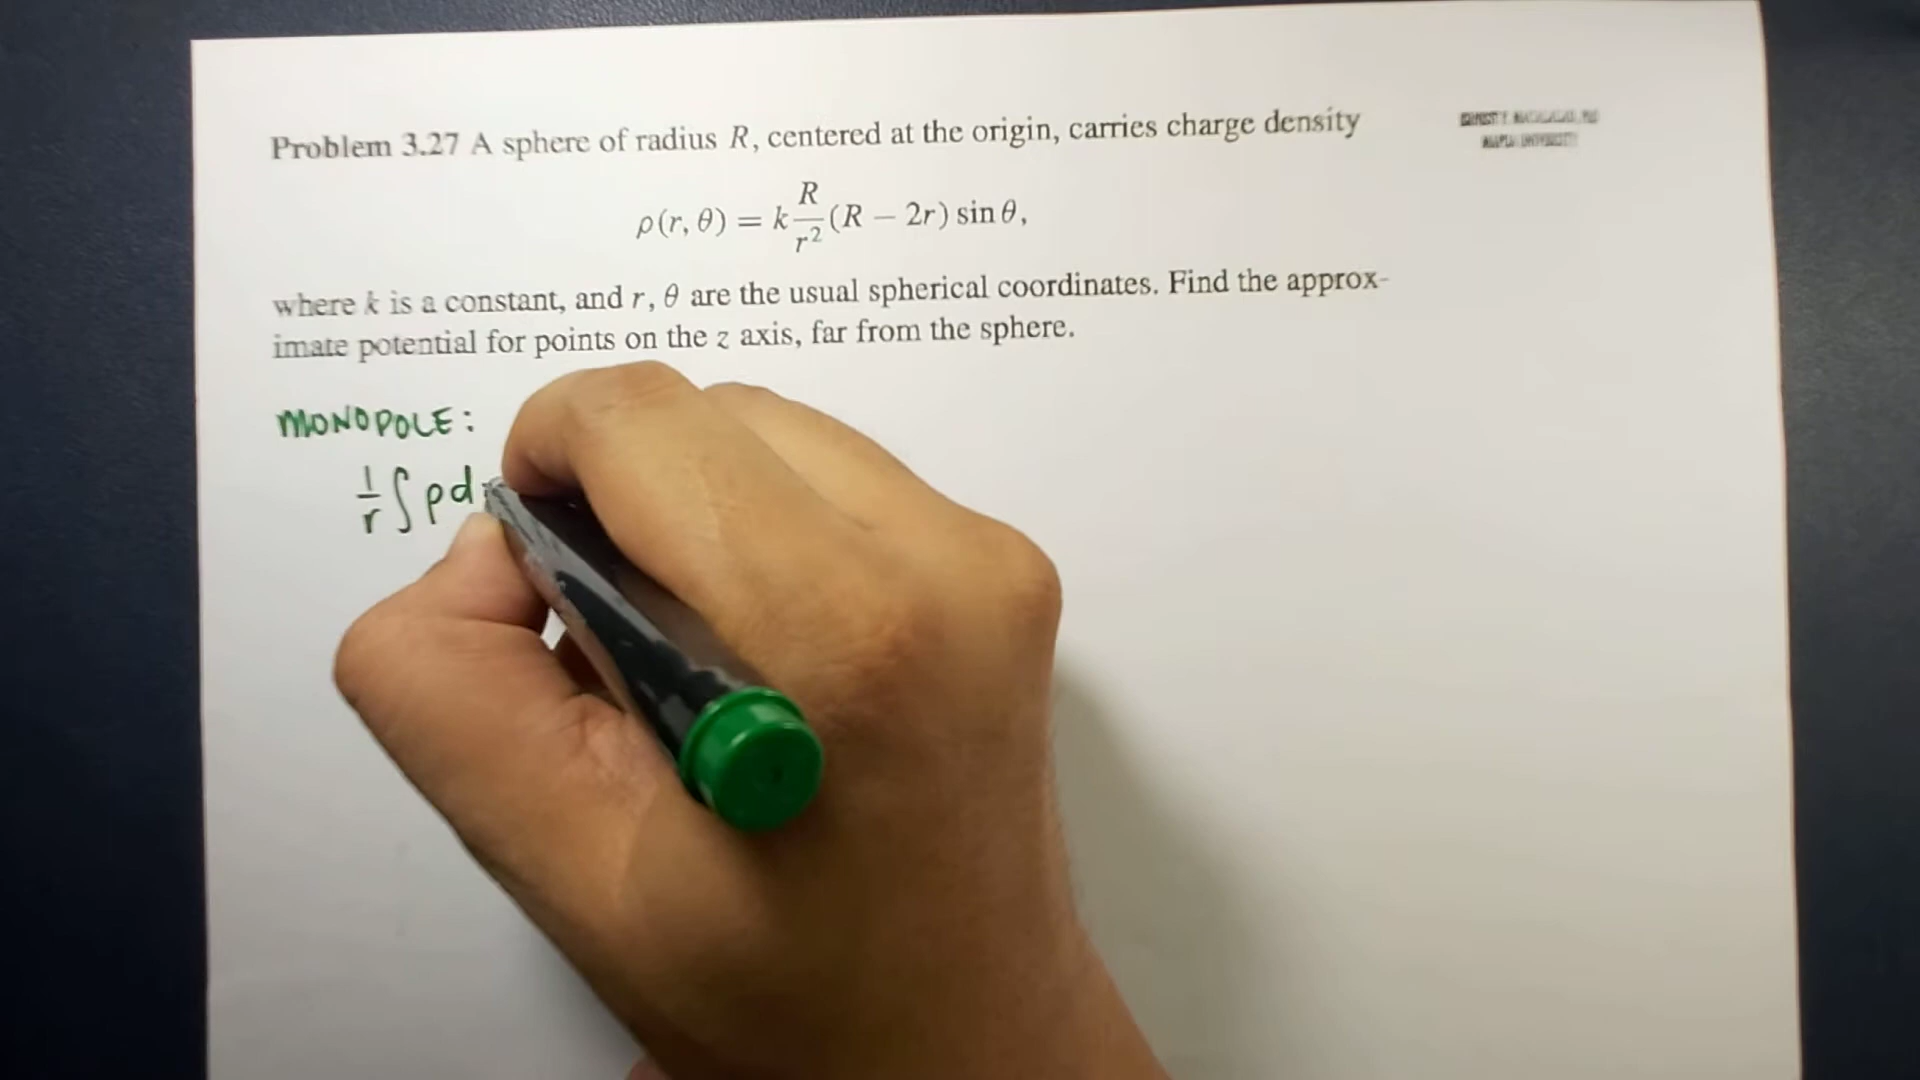 Problem 3.27 A sphere of radius R, centered at the origin, carries charge density
ρ(r, θ) = k R/r² (R − 2r) sin θ,
where k is a constant, and r, θ are the usual spherical coordinates. Find the approx-
imate potential for points on the z axis, far from the sphere.
MONOPOLE:
1/r ∫ ρd